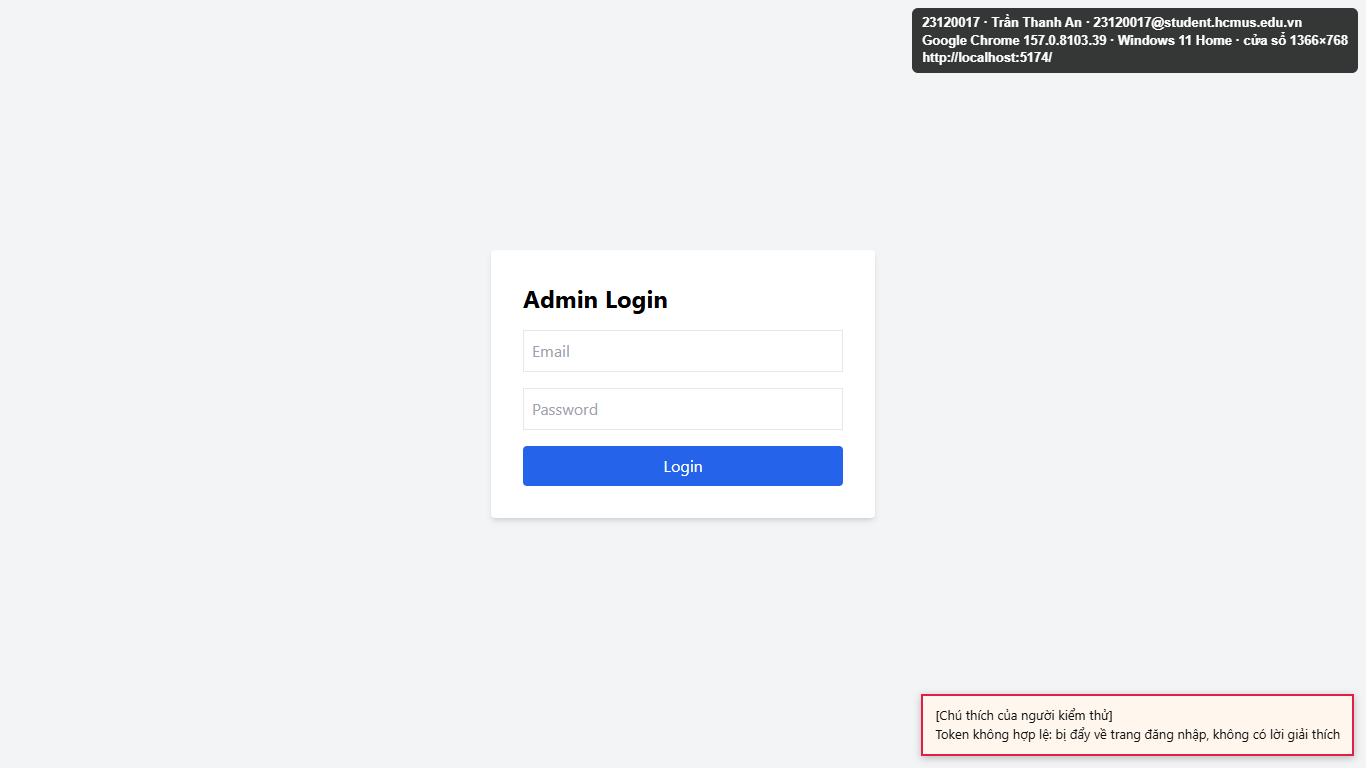 23120017 · Trần Thanh An · 23120017@student.hcmus.edu.vn
Google Chrome 157.0.8103.39 · Windows 11 Home · cửa sổ 1366×768
http://localhost:5174/
Admin Login
Email
Password
Login
[Chú thích của người kiểm thử]
Token không hợp lệ: bị đẩy về trang đăng nhập, không có lời giải thích